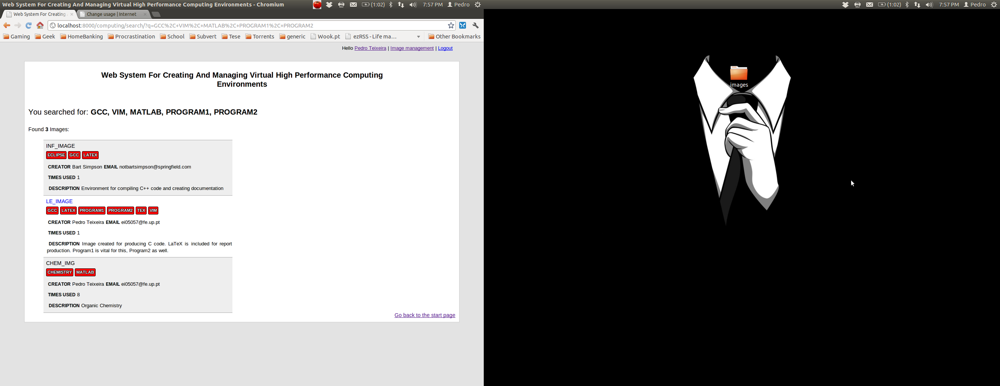 Web System For Creating And Managing Virtual High Performance Computing Environments - Chromium
(1:02) 7:57 PM Pedro
(1:02) 7:57 PM Pedro
Web System For Creating
Change usage | Internet
localhost:8000/computing/search/?q=GCC%2C+VIM%2C+MATLAB%2C+PROGRAM1%2C+PROGRAM2
Gaming Geek HomeBanking Procrastination School Subvert Tese Torrents generic Wook.pt ezRSS - Life ma... Other Bookmarks
Hello Pedro Teixeira | Image management | Logout
Web System For Creating And Managing Virtual High Performance Computing
Environments
You searched for: GCC, VIM, MATLAB, PROGRAM1, PROGRAM2
Found 3 Images:
INF_IMAGE
ECLIPSE GCC LATEX
CREATOR Bart Simpson EMAIL notbartsimpson@springfield.com
TIMES USED 1
DESCRIPTION Environment for compiling C++ code and creating documentation
LE_IMAGE
GCC LATEX PROGRAM1 PROGRAM2 TEX VIM
CREATOR Pedro Teixeira EMAIL ei05057@fe.up.pt
TIMES USED 1
DESCRIPTION Image created for producing C code. LaTeX is included for report
production. Program1 is vital for this, Program2 as well.
CHEM_IMG
CHEMISTRY MATLAB
CREATOR Pedro Teixeira EMAIL ei05057@fe.up.pt
TIMES USED 8
DESCRIPTION Organic Chemistry
Go back to the start page
images